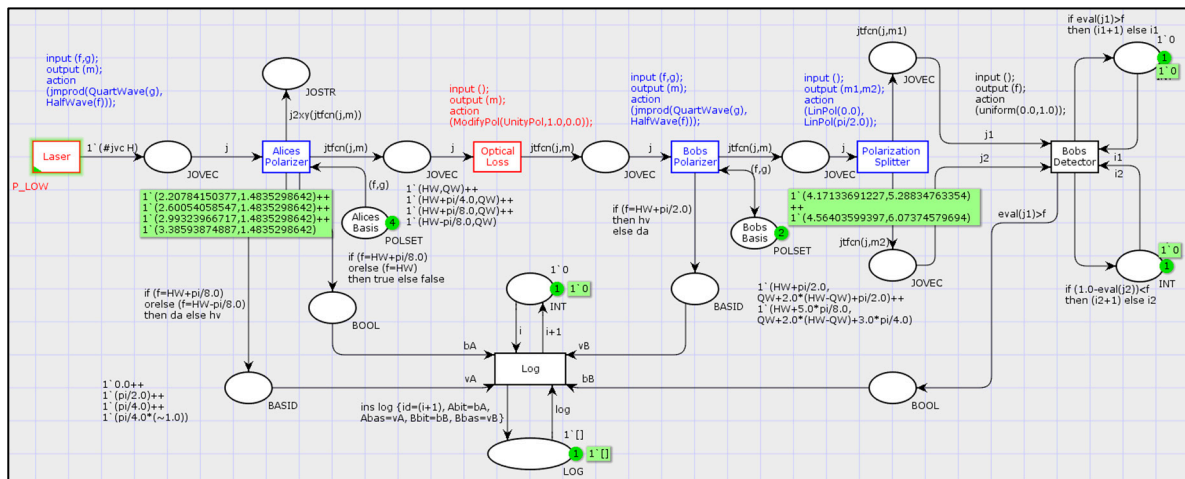 input (f,g);
output (m);
action
(jmprod(QuartWave(g),
HalfWave(f)));
JOSTR
j2xy(jtfcn(j,m))
Laser
P_LOW
1`(#jvc H)
JOVEC
j
Alices
Polarizer
jtfcn(j,m)
JOVEC
j
input ();
output (m);
action
(ModifyPol(UnityPol,1.0,0.0));
Optical
Loss
jtfcn(j,m)
JOVEC
j
input (f,g);
output (m);
action
(jmprod(QuartWave(g),
HalfWave(f)));
Bobs
Polarizer
jtfcn(j,m)
JOVEC
j
input ();
output (m1,m2);
action
(LinPol(0.0),
LinPol(pi/2.0));
Polarization
Splitter
jtfcn(j,m1)
JOVEC
j1
input ();
output (f);
action
(uniform(0.0,1.0));
if eval(j1)>f
then (i1+1) else i1
1`0
1
1`0
INT
Bobs
Detector
j2
i1
i2
1`(2.20784150377,1.4835298642)++
1`(2.60054058547,1.4835298642)++
1`(2.99323966717,1.4835298642)++
1`(3.38593874887,1.4835298642)
(f,g)
Alices
Basis
4
POLSET
1`(HW,QW)++
1`(HW+pi/4.0,QW)++
1`(HW+pi/8.0,QW)++
1`(HW-pi/8.0,QW)
if (f=HW+pi/2.0)
then hv
else da
(f,g)
Bobs
Basis
2
POLSET
1`(4.17133691227,5.28834763354)
++
1`(4.56403599397,6.07374579694)
jtfcn(j,m2)
JOVEC
eval(j1)>f
1`0
1
INT
if (1.0-eval(j2))<f
then (i2+1) else i2
if (f=HW+pi/8.0)
orelse (f=HW)
then true else false
if (f=HW+pi/8.0)
orelse (f=HW-pi/8.0)
then da else hv
BOOL
1`0
1
1`0
INT
i
i+1
BASID
1`(HW+pi/2.0,
QW+2.0*(HW-QW)+pi/2.0)++
1`(HW+5.0*pi/8.0,
QW+2.0*(HW-QW)+3.0*pi/4.0)
bA
vB
Log
vA
bB
1`0.0++
1`(pi/2.0)++
1`(pi/4.0)++
1`(pi/4.0*(~1.0))
BASID
BOOL
ins log {id=(i+1), Abit=bA,
Abas=vA, Bbit=bB, Bbas=vB}
log
1`[]
1
1`[]
LOG